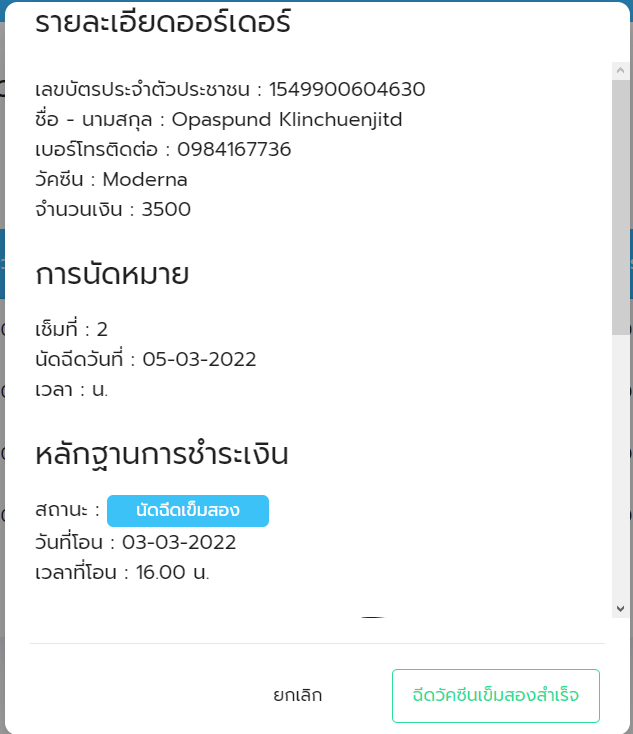 รายละเอียดออร์เดอร์
เลขบัตรประจำตัวประชาชน : 1549900604630
ชื่อ - นามสกุล : Opaspund Klinchuenjitd
เบอร์โทรติดต่อ : 0984167736
วัคซีน : Moderna
จำนวนเงิน : 3500
การนัดหมาย
เช็มที่ : 2
นัดฉีดวันที่ : 05-03-2022
เวลา : น.
หลักฐานการชำระเงิน
สถานะ : นัดฉีดเข็มสอง
วันที่โอน : 03-03-2022
เวลาที่โอน : 16.00 น.
ยกเลิก
ฉีดวัคซีนเข็มสองสำเร็จ